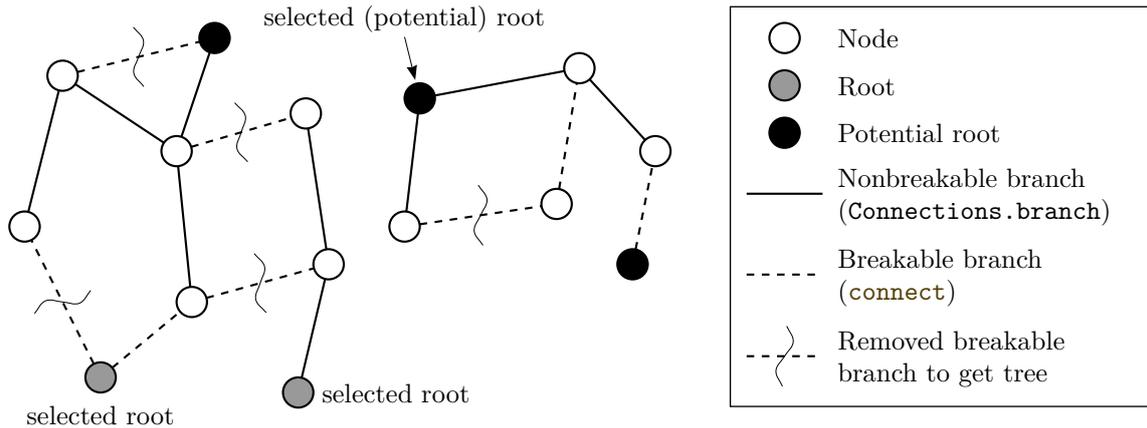 selected (potential) root
selected root
selected root
Node
Root
Potential root
Nonbreakable branch
(Connections.branch)
Breakable branch
(connect)
Removed breakable
branch to get tree